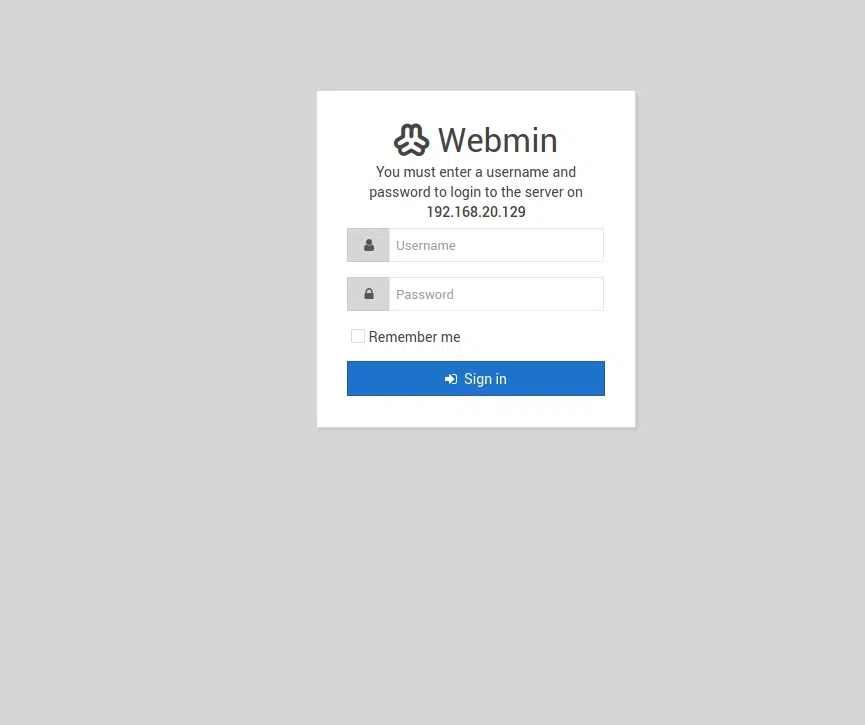 Webmin
You must enter a username and
password to login to the server on
192.168.20.129
Username
Password
Remember me
Sign in